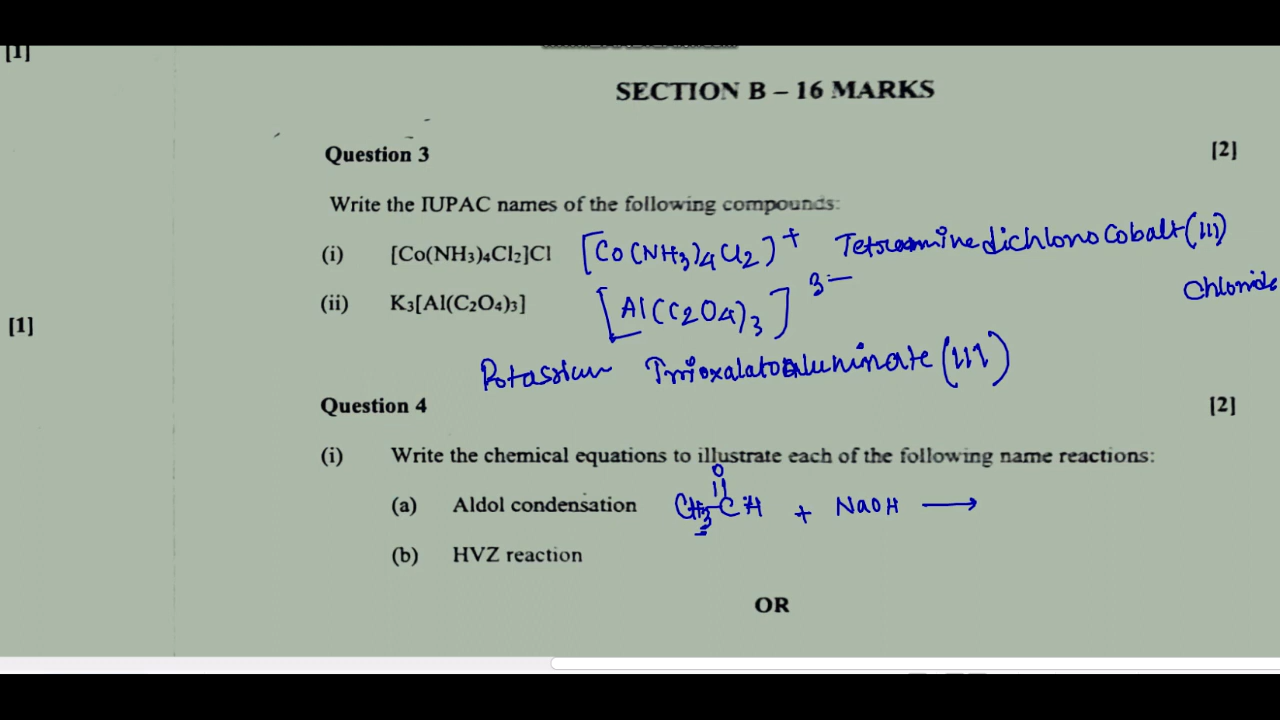 [1]
SECTION B – 16 MARKS
Question 3 [2]
Write the IUPAC names of the following compounds:
(i) [Co(NH3)4Cl2]Cl [Co(NH3)4Cl2]+ Tetraamine dichloro Cobalt (III)
Chloride
(ii) K3[Al(C2O4)3] [Al(C2O4)3]3−
[1]
Potassium Trioxalatoaluminate (III)
Question 4 [2]
(i) Write the chemical equations to illustrate each of the following name reactions:
O
(a) Aldol condensation CH3-CH + NaOH ⟶
(b) HVZ reaction
OR